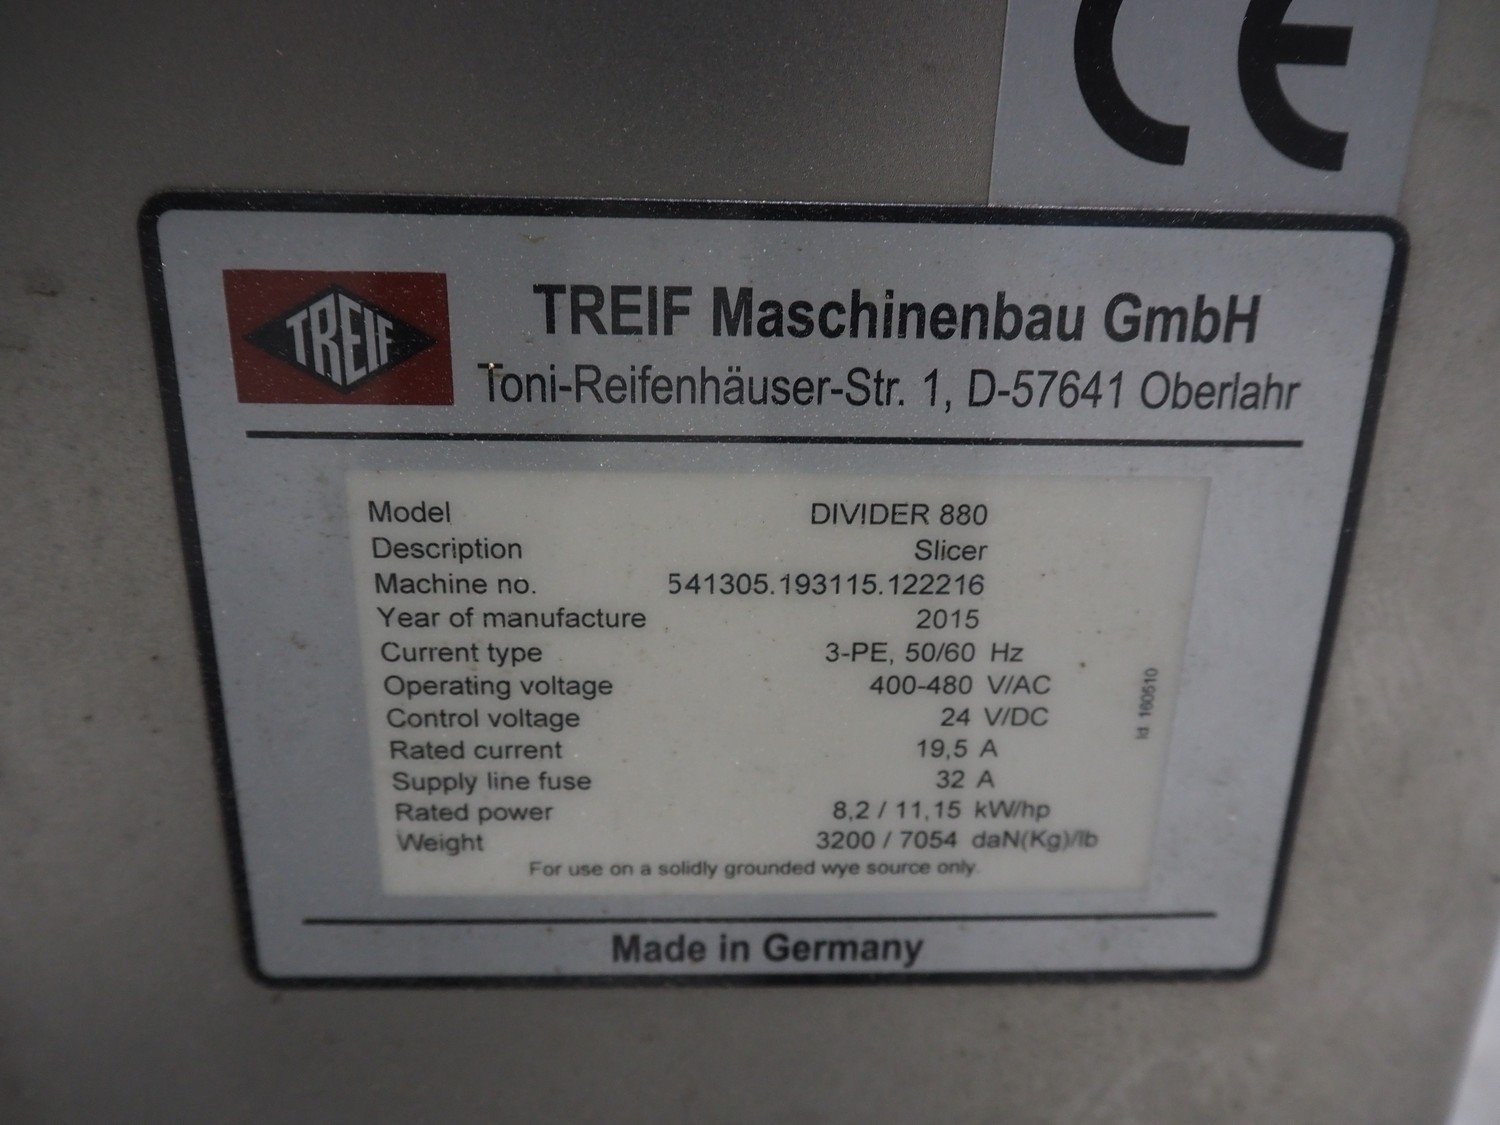 CE
TREIF
TREIF Maschinenbau GmbH
Toni-Reifenhäuser-Str. 1, D-57641 Oberlahr
Model DIVIDER 880
Description Slicer
Machine no. 541305.193115.122216
Year of manufacture 2015
Current type 3-PE, 50/60 Hz
Operating voltage 400-480 V/AC
Control voltage 24 V/DC
Rated current 19,5 A
Supply line fuse 32 A
Rated power 8,2 / 11,15 kW/hp
Weight 3200 / 7054 daN(Kg)/lb
For use on a solidly grounded wye source only.
Id. 160510
Made in Germany